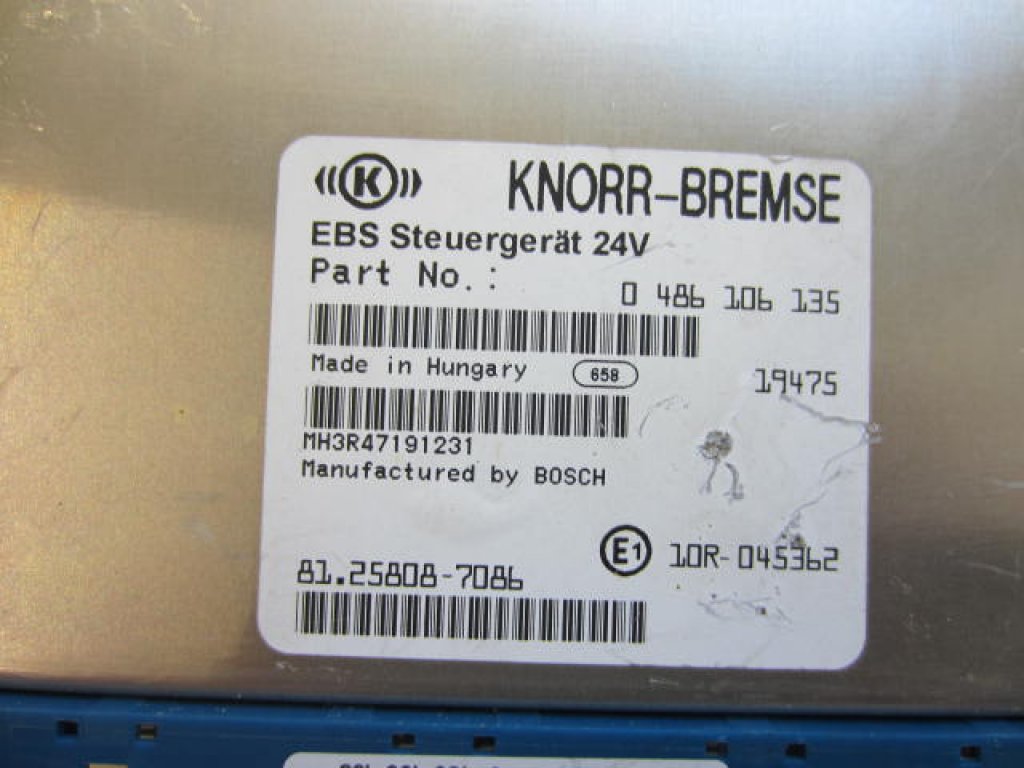 K KNORR-BREMSE
EBS Steuergerät 24V
Part No.: 0 486 106 135
Made in Hungary 658 19475
MH3R47191231
Manufactured by BOSCH
E1 10R-045362
81.25808-7086